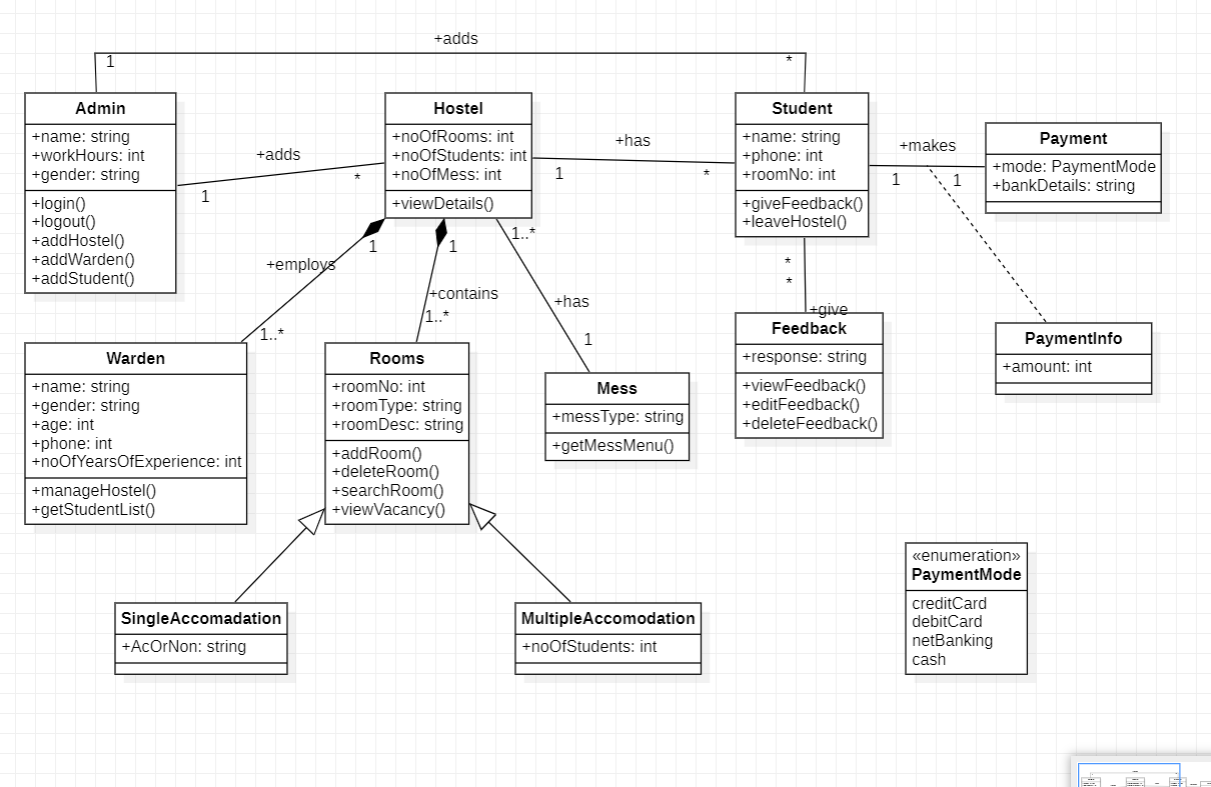 +adds
1
*
Admin
+name: string
+workHours: int
+gender: string
+login()
+logout()
+addHostel()
+addWarden()
+addStudent()
+adds
1
*
Hostel
+noOfRooms: int
+noOfStudents: int
+noOfMess: int
+viewDetails()
+has
1
*
Student
+name: string
+phone: int
+roomNo: int
+giveFeedback()
+leaveHostel()
+makes
1
1
Payment
+mode: PaymentMode
+bankDetails: string
1
+employs
1..*
1
+contains
1..*
1..*
+has
1
*
*
+give
Warden
+name: string
+gender: string
+age: int
+phone: int
+noOfYearsOfExperience: int
+manageHostel()
+getStudentList()
Rooms
+roomNo: int
+roomType: string
+roomDesc: string
+addRoom()
+deleteRoom()
+searchRoom()
+viewVacancy()
Mess
+messType: string
+getMessMenu()
Feedback
+response: string
+viewFeedback()
+editFeedback()
+deleteFeedback()
PaymentInfo
+amount: int
SingleAccomadation
+AcOrNon: string
MultipleAccomodation
+noOfStudents: int
«enumeration»
PaymentMode
creditCard
debitCard
netBanking
cash